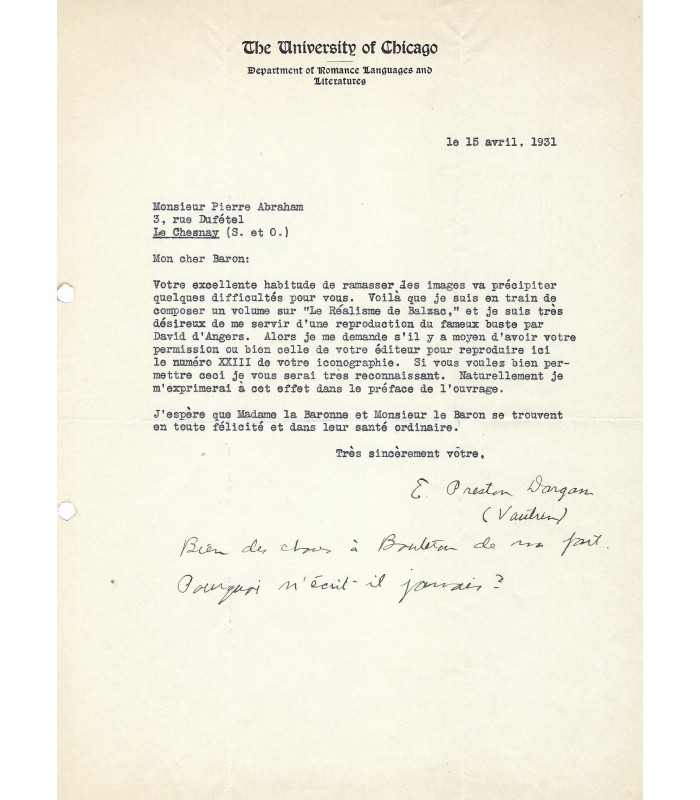 The University of Chicago
Department of Romance Languages and
Literatures
le 15 avril, 1931
Monsieur Pierre Abraham
3, rue Dufétel
Le Chesnay (S. et O.)
Mon cher Baron:
Votre excellente habitude de ramasser des images va précipiter
quelques difficultés pour vous. Voilà que je suis en train de
composer un volume sur "Le Réalisme de Balzac," et je suis très
désireux de me servir d'une reproduction du fameux buste par
David d'Angers. Alors je me demande s'il y a moyen d'avoir votre
permission ou bien celle de votre éditeur pour reproduire ici
le numéro XXIII de votre iconographie. Si vous voulez bien per-
mettre ceci je vous serai très reconnaissant. Naturellement je
m'exprimerai à cet effet dans le préface de l'ouvrage.
J'espère que Madame la Baronne et Monsieur le Baron se trouvent
en toute félicité et dans leur santé ordinaire.
Très sincèrement vôtre,
E. Preston Dargan
(Vautrin)
Bien des choses à Bouteron de ma part.
Pourquoi n'écrit-il jamais?